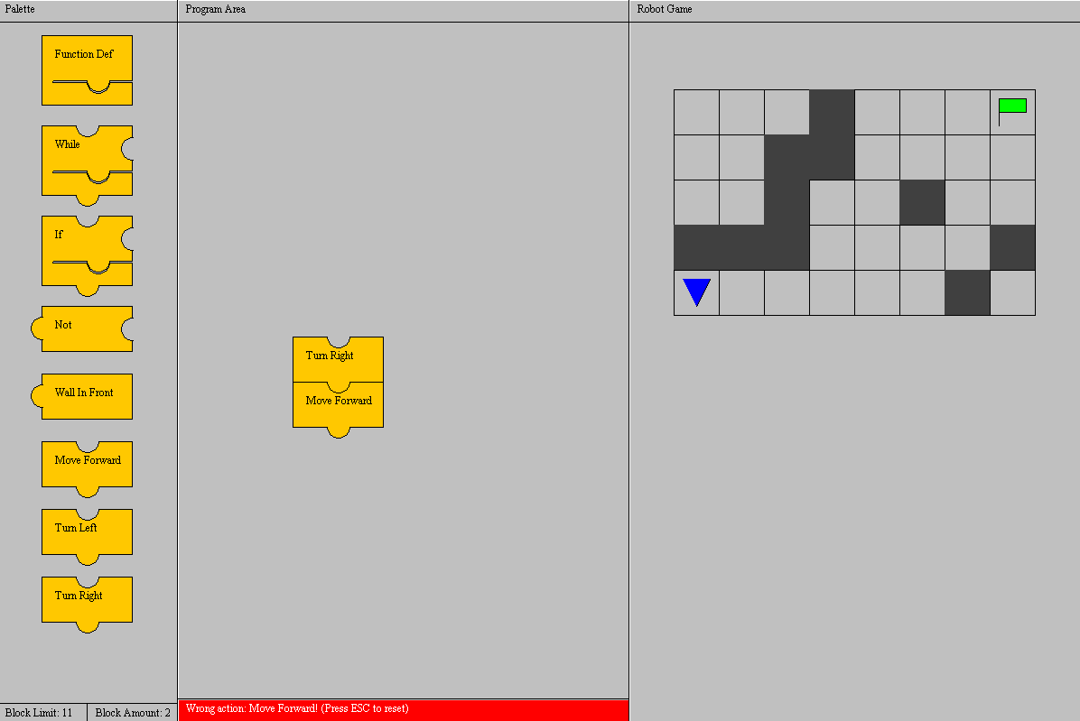 Palette
Program Area
Robot Game
Function Def
While
If
Not
Wall In Front
Move Forward
Turn Left
Turn Right
Turn Right
Move Forward
Block Limit: 11
Block Amount: 2
Wrong action: Move Forward! (Press ESC to reset)